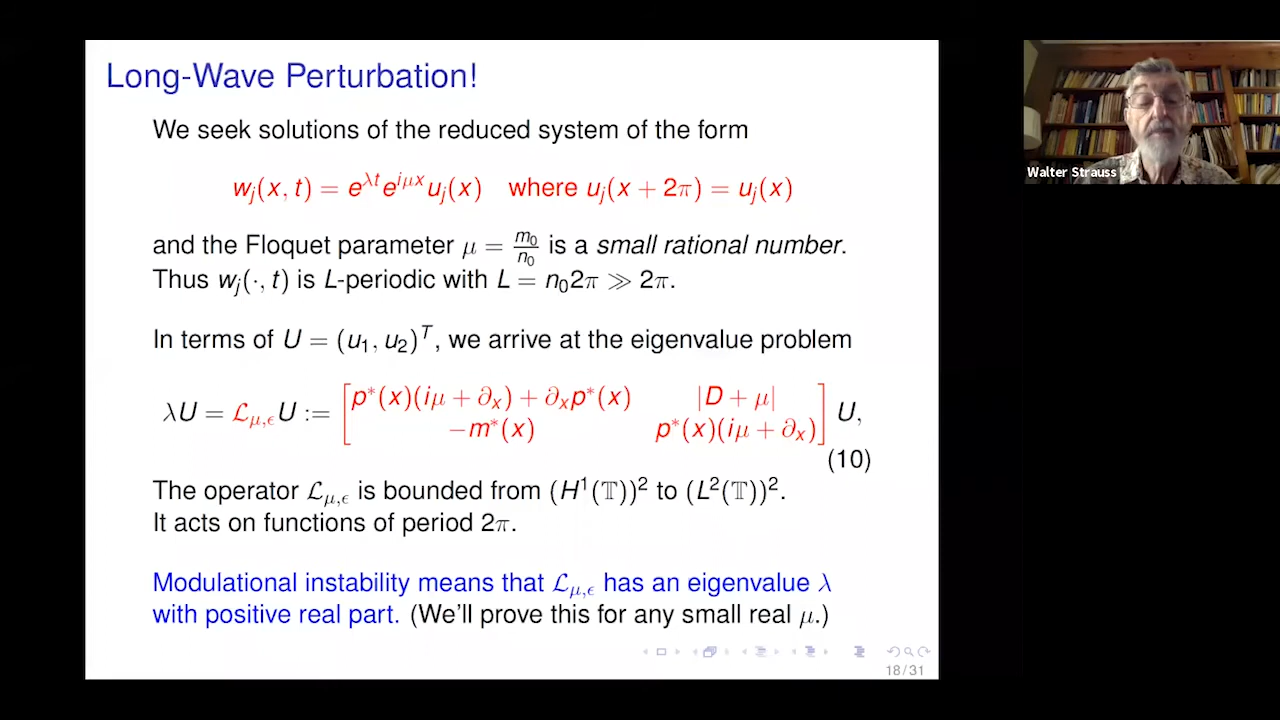 Long-Wave Perturbation!
We seek solutions of the reduced system of the form
w_j(x, t) = e^{λt} e^{iμx} u_j(x) where u_j(x + 2π) = u_j(x)
and the Floquet parameter μ = m_0/n_0 is a small rational number.
Thus w_j(·, t) is L-periodic with L = n_0 2π ≫ 2π.
In terms of U = (u_1, u_2)^T, we arrive at the eigenvalue problem
λU = ℒ_{μ,ϵ}U := [p*(x)(iμ + ∂_x) + ∂_x p*(x) |D + μ|
−m*(x) p*(x)(iμ + ∂_x)] U,
(10)
The operator ℒ_{μ,ϵ} is bounded from (H^1(𝕋))^2 to (L^2(𝕋))^2.
It acts on functions of period 2π.
Modulational instability means that ℒ_{μ,ϵ} has an eigenvalue λ
with positive real part. (We'll prove this for any small real μ.)
18/31
Walter Strauss